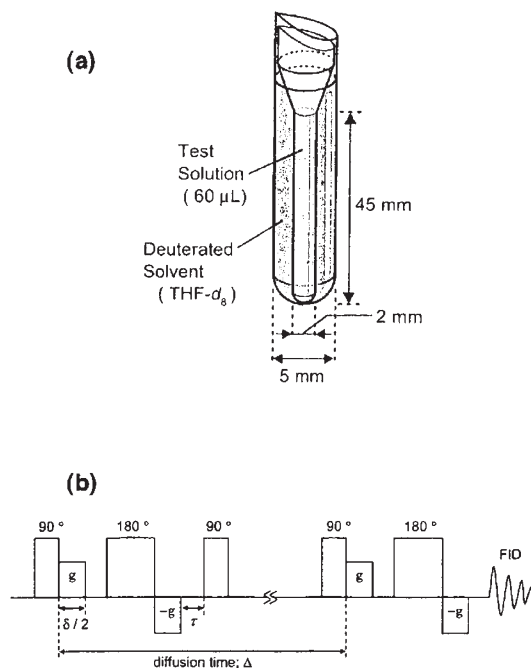 (a)
Test
Solution
( 60 µL)
45 mm
Deuterated
Solvent
( THF-d8)
2 mm
5 mm
(b)
90 ° 180 ° 90 ° 90 ° 180 °
FID
g g
δ / 2 -g τ -g
diffusion time; Δ